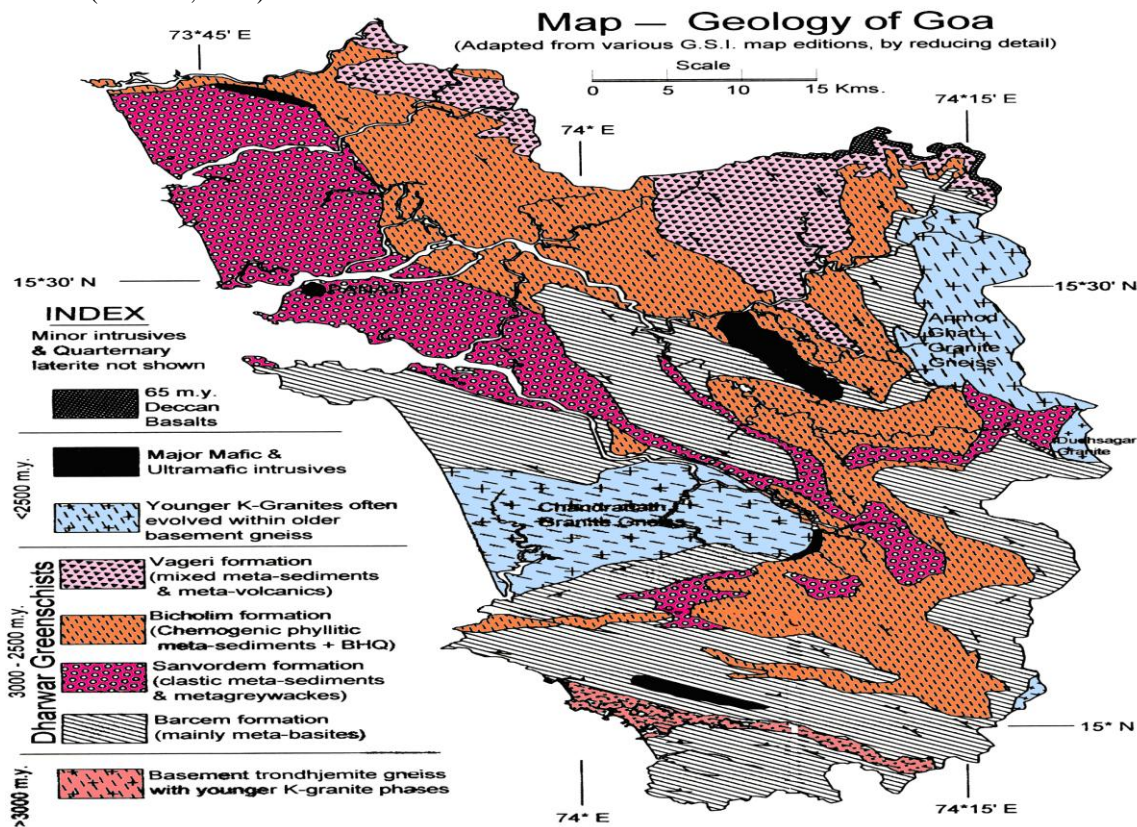 Map — Geology of Goa
(Adapted from various G.S.I. map editions, by reducing detail)
Scale
0 5 10 15 Kms.
73*45' E
74* E
74*15' E
15*30' N
15*30' N
PANAJI
INDEX
Minor intrusives
& Quarternary
laterite not shown
65 m.y.
Deccan
Basalts
<2500 m.y.
Major Mafic &
Ultramafic intrusives
Younger K-Granites often
evolved within older
basement gneiss
3000 - 2500 m.y.
Dharwar Greenschists
Vageri formation
(mixed meta-sediments
& meta-volcanics
Bicholim formation
(Chemogenic phyllitic
meta-sediments + BHQ)
Sanvordem formation
(clastic meta-sediments
& metagreywackes)
Barcem formation
(mainly meta-basites)
>3000 m.y.
Basement trondhjemite gneiss
with younger K-granite phases
Anmod
Ghat
Granite
Gneiss
Dudhsagar
Granite
Chandranath
Granite Gneiss
15* N
74* E
74*15' E